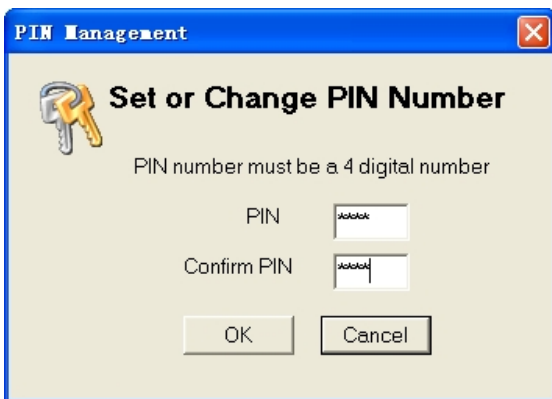 PIN Management
Set or Change PIN Number
PIN number must be a 4 digital number
PIN ****
Confirm PIN ****
OK Cancel